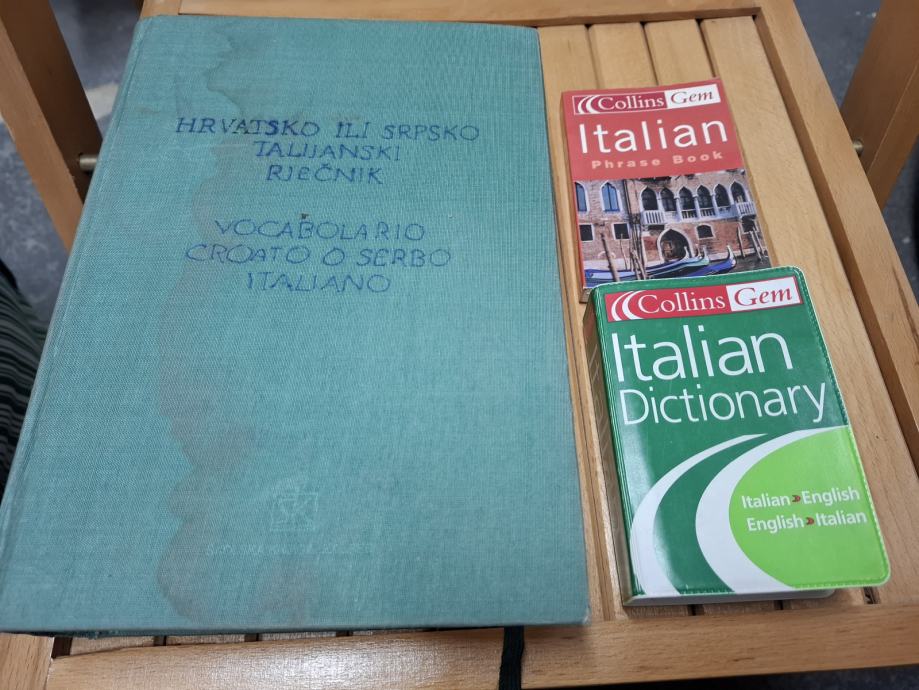 HRVATSKO ILI SRPSKO
TALIJANSKI
RJEČNIK
VOCABOLARIO
CROATO O SERBO
ITALIANO
Collins Gem
Italian
Phrase Book
Collins Gem
Italian
Dictionary
Italian›English
English›Italian